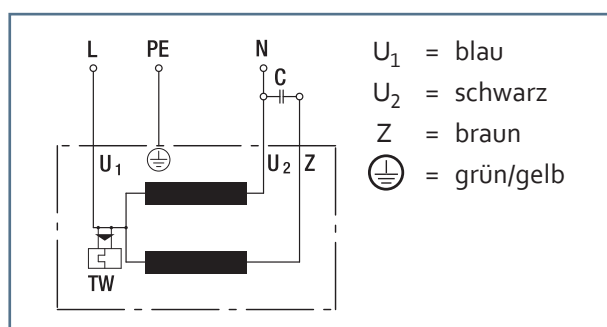 L PE N
C
U₁ U₂ Z
TW
U₁ = blau
U₂ = schwarz
Z = braun
⏚ = grün/gelb